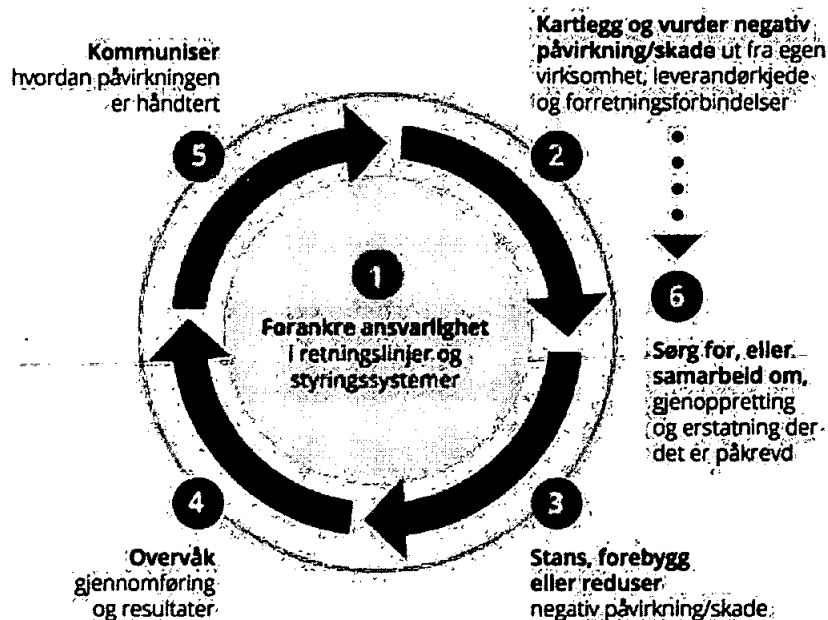 Kommuniser
hvordan påvirkningen
er håndtert
5
Kartlegg og vurder negativ
påvirkning/skade ut fra egen
virksomhet, leverandørkjede
og forretningsforbindelser
2
1
Forankre ansvarlighet
i retningslinjer og
styringssystemer
6
Sørg for, eller
samarbeid om,
gjenoppretting
og erstatning der
det er påkrevd
4
Overvåk
gjennomføring
og resultater
3
Stans, forebygg
eller reduser
negativ påvirkning/skade